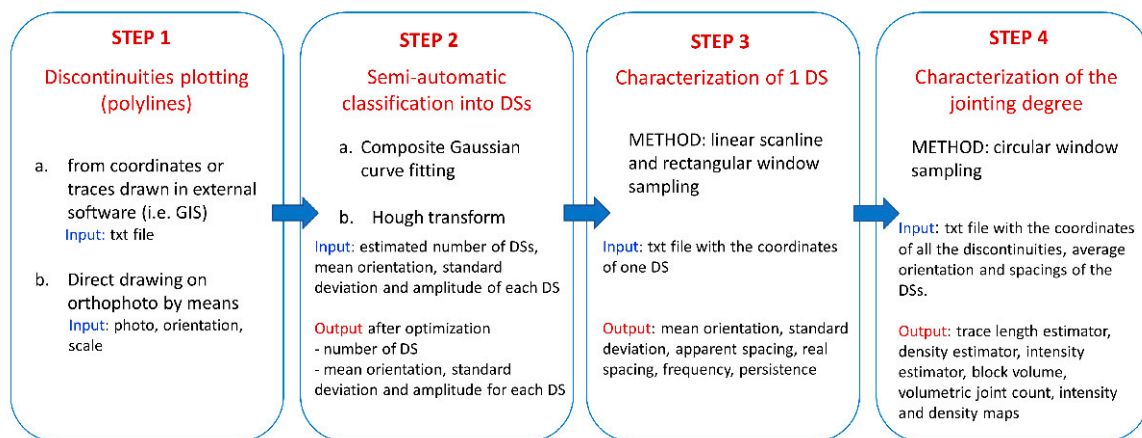 STEP 1
Discontinuities plotting
(polylines)
a. from coordinates or
traces drawn in external
software (i.e. GIS)
Input: txt file
b. Direct drawing on
orthophoto by means
Input: photo, orientation,
scale
STEP 2
Semi-automatic
classification into DSs
a. Composite Gaussian
curve fitting
b. Hough transform
Input: estimated number of DSs,
mean orientation, standard
deviation and amplitude of each DS
Output after optimization
- number of DS
- mean orientation, standard
deviation and amplitude for each DS
STEP 3
Characterization of 1 DS
METHOD: linear scanline
and rectangular window
sampling
Input: txt file with the coordinates
of one DS
Output: mean orientation, standard
deviation, apparent spacing, real
spacing, frequency, persistence
STEP 4
Characterization of the
jointing degree
METHOD: circular window
sampling
Input: txt file with the coordinates
of all the discontinuities, average
orientation and spacings of the
DSs.
Output: trace length estimator,
density estimator, intensity
estimator, block volume,
volumetric joint count, intensity
and density maps